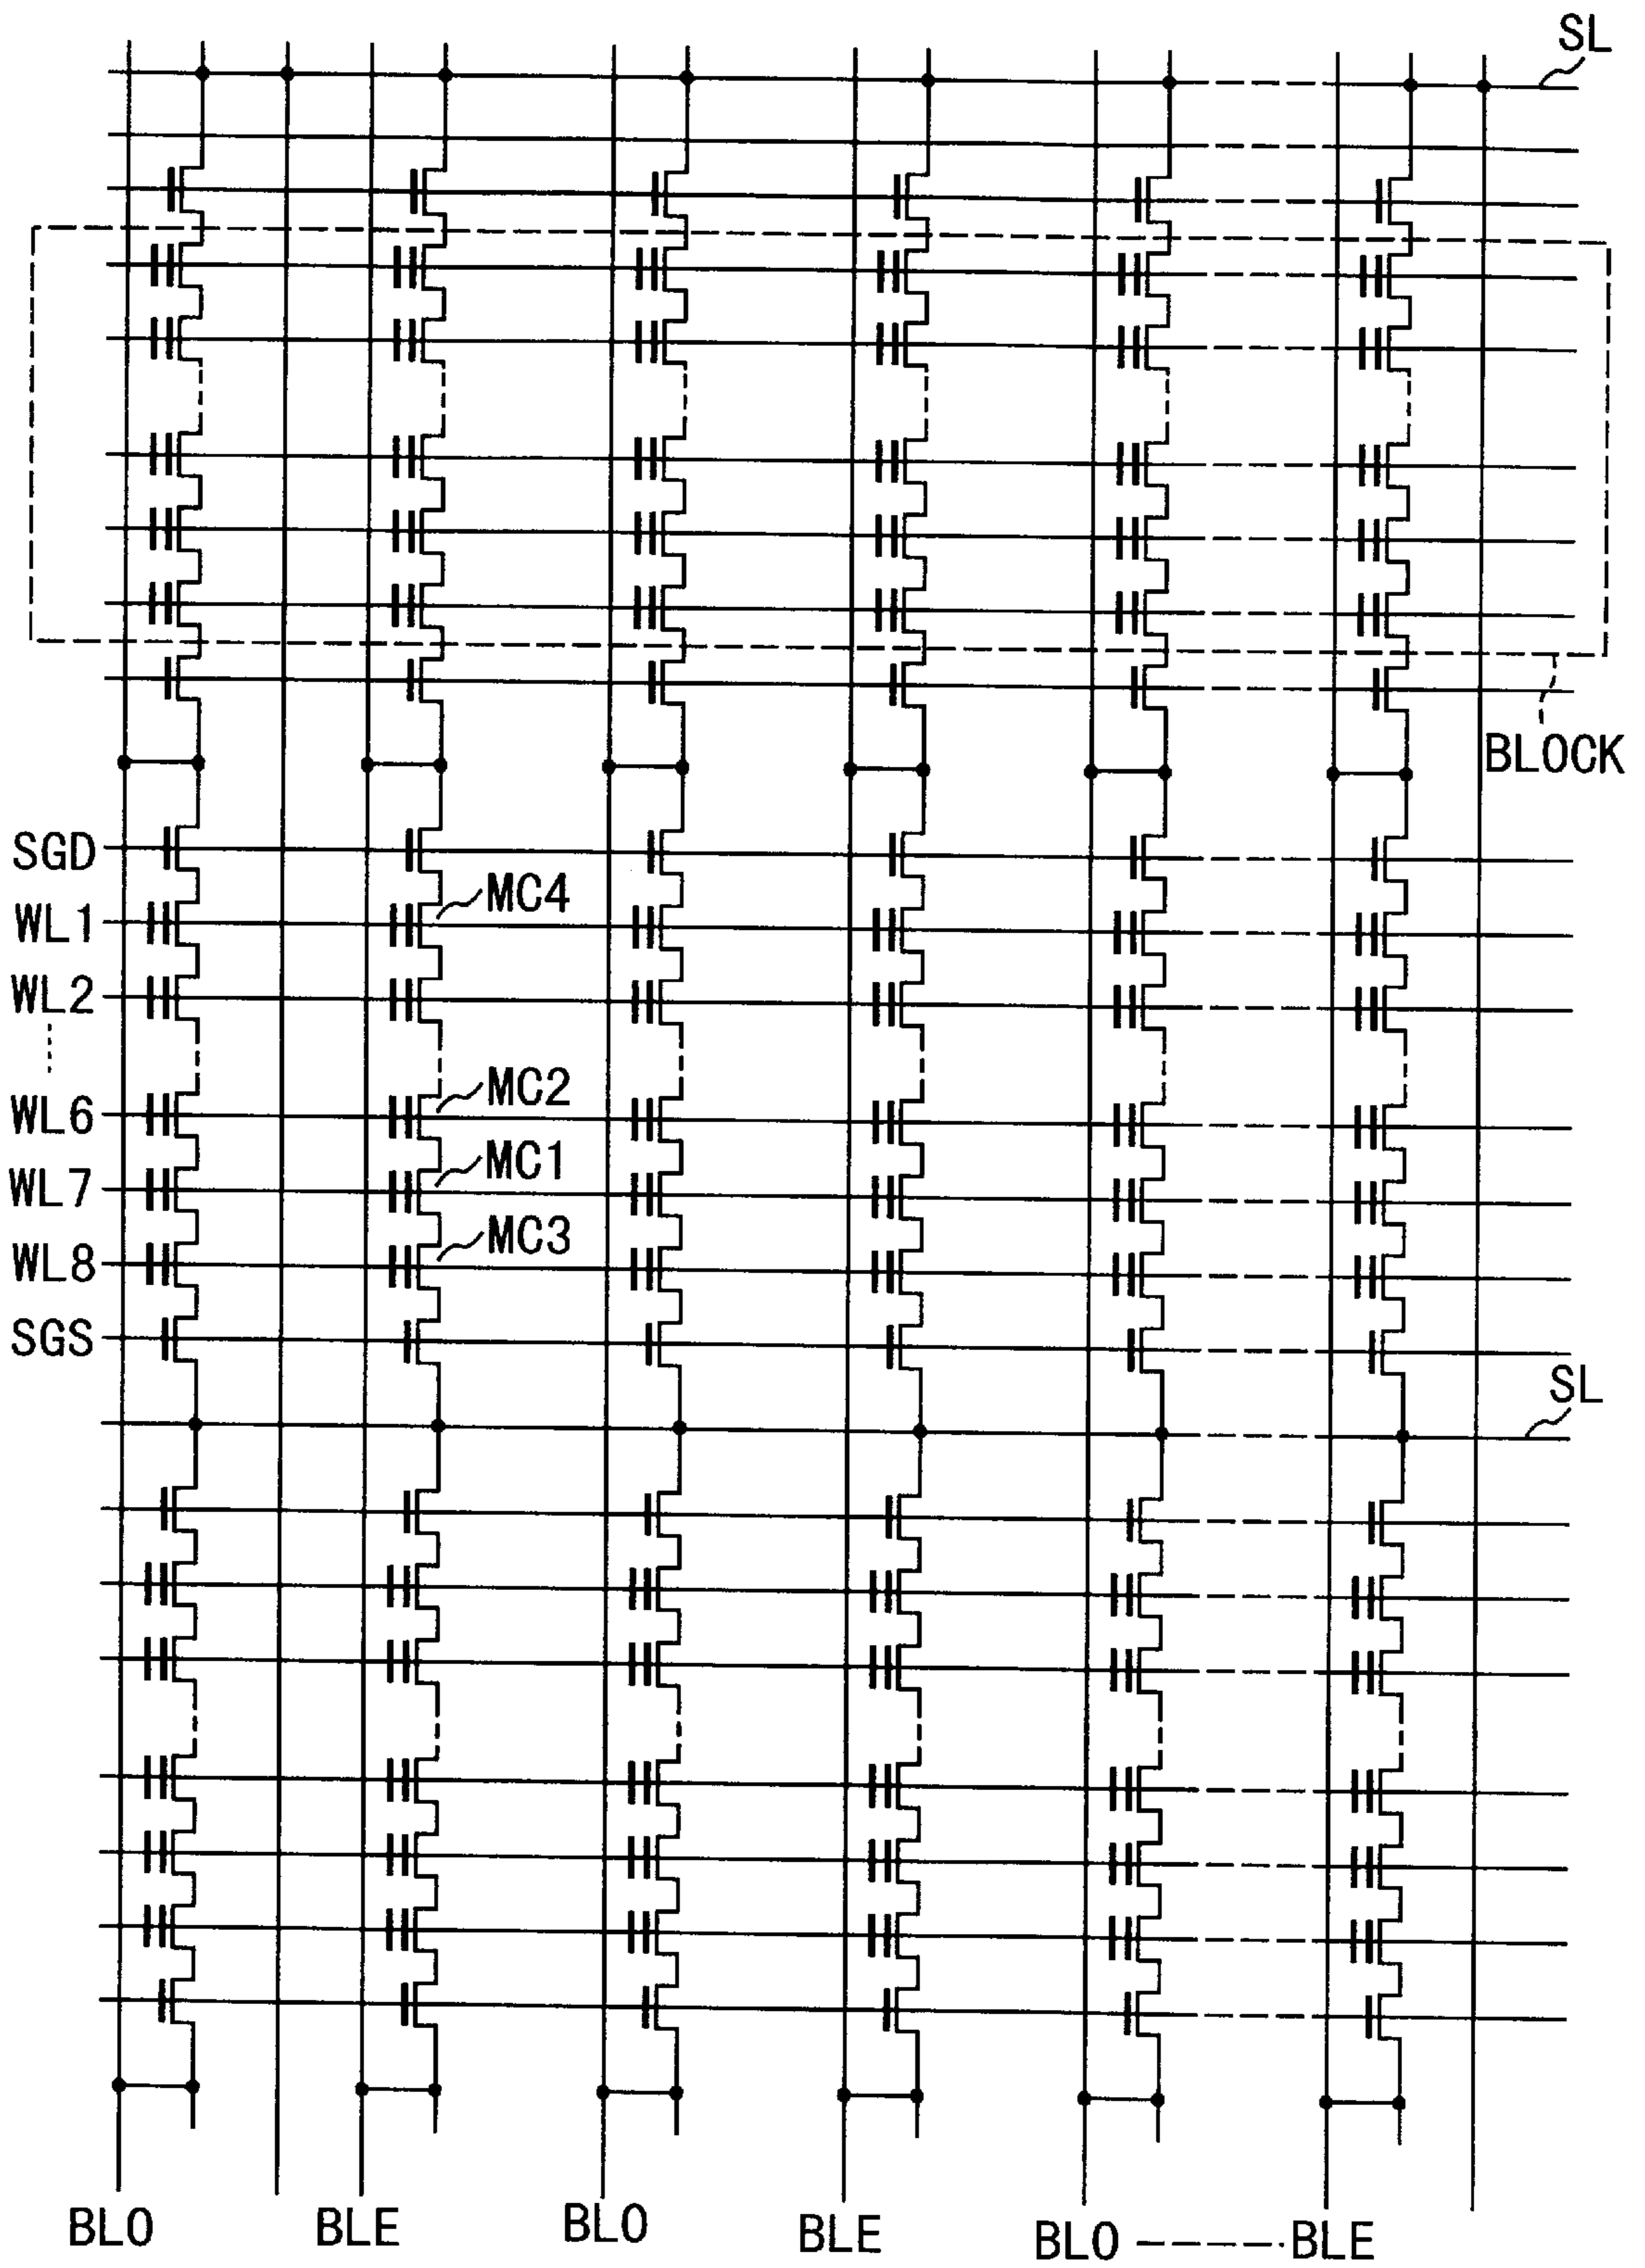 SL
BLOCK
SGD
MC4
WL1
WL2
MC2
WL6
MC1
WL7
MC3
WL8
SGS
SL
BLO BLE BLO BLE BLO BLE